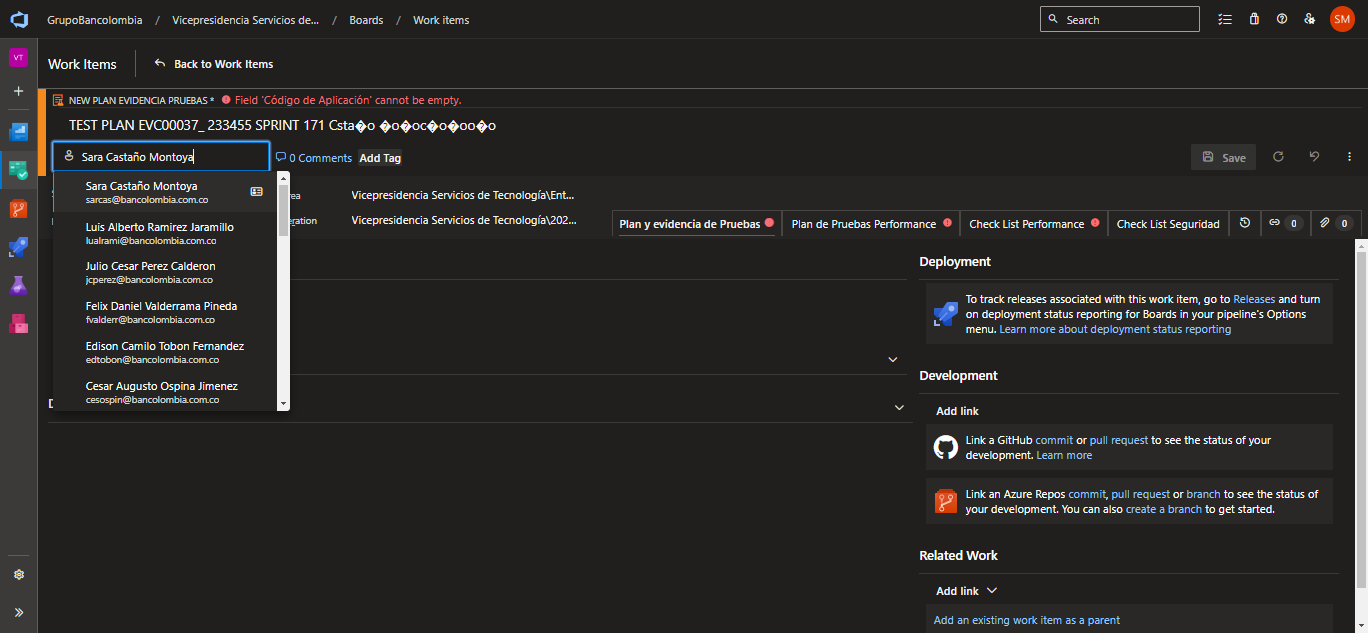 GrupoBancolombia / Vicepresidencia Servicios de... / Boards / Work items
Search
SM
VT
Work Items
Back to Work Items
NEW PLAN EVIDENCIA PRUEBAS * Field 'Código de Aplicación' cannot be empty.
TEST PLAN EVC00037_ 233455 SPRINT 171 Csta�o �o�oc�o�oo�o
Sara Castaño Montoya
0 Comments
Add Tag
Save
Sara Castaño Montoya
sarcas@bancolombia.com.co
Luis Alberto Ramirez Jaramillo
lualrami@bancolombia.com.co
Julio Cesar Perez Calderon
jcperez@bancolombia.com.co
Felix Daniel Valderrama Pineda
fvalderr@bancolombia.com.co
Edison Camilo Tobon Fernandez
edtobon@bancolombia.com.co
Cesar Augusto Ospina Jimenez
cesospin@bancolombia.com.co
Vicepresidencia Servicios de Tecnología\Ent...
Vicepresidencia Servicios de Tecnología\202...
Plan y evidencia de Pruebas
Plan de Pruebas Performance
Check List Performance
Check List Seguridad
0
0
Deployment
To track releases associated with this work item, go to Releases and turn
on deployment status reporting for Boards in your pipeline's Options
menu. Learn more about deployment status reporting
Development
Add link
Link a GitHub commit or pull request to see the status of your
development. Learn more
Link an Azure Repos commit, pull request or branch to see the status of
your development. You can also create a branch to get started.
Related Work
Add link
Add an existing work item as a parent